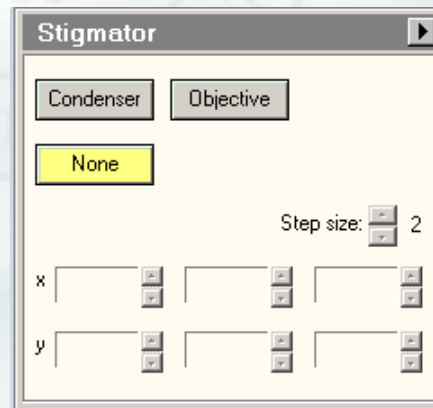 Stigmator
Condenser Objective
None
Step size: 2
x
y